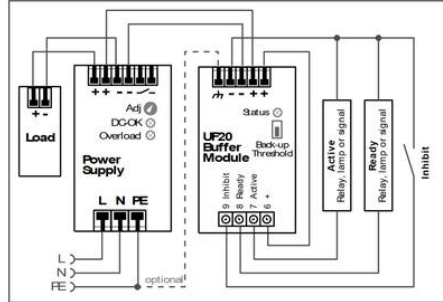 + + - -
+ -
Load
Adj
DC-OK
Overload
Power
Supply
L N PE
L
N
PE
optional
- - + +
Status
UF20
Buffer
Module
Back-up
Threshold
9 Inhibit
8 Ready
7 Active
6 +
Active
Relay, lamp or signal
Ready
Relay, lamp or signal
Inhibit